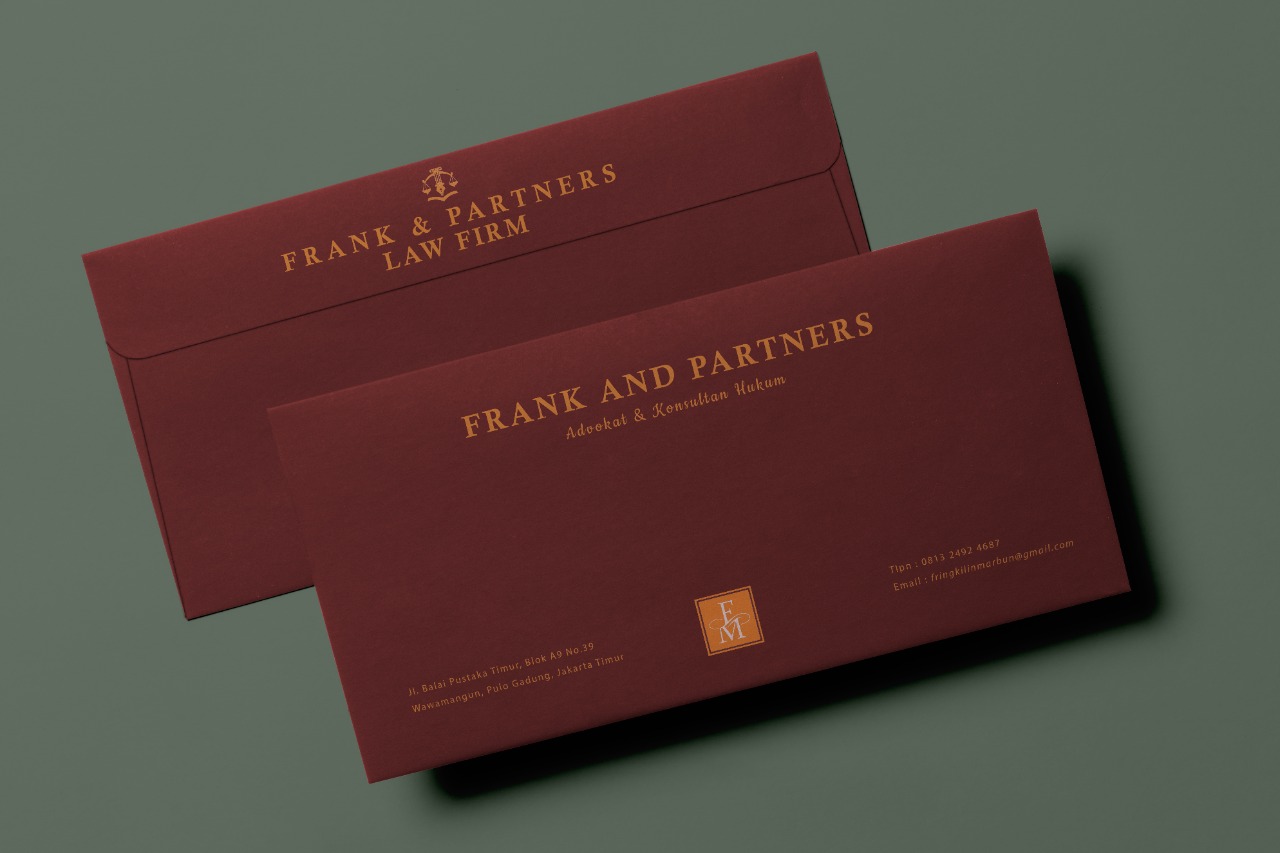 FRANK & PARTNERS
LAW FIRM
FRANK AND PARTNERS
Advokat & Konsultan Hukum
Tlpn : 0813 2492 4687
Email : fringkilinmarbun@gmail.com
FM
Jl. Balai Pustaka Timur, Blok A9 No.39
Wawamangun, Pulo Gadung, Jakarta Timur